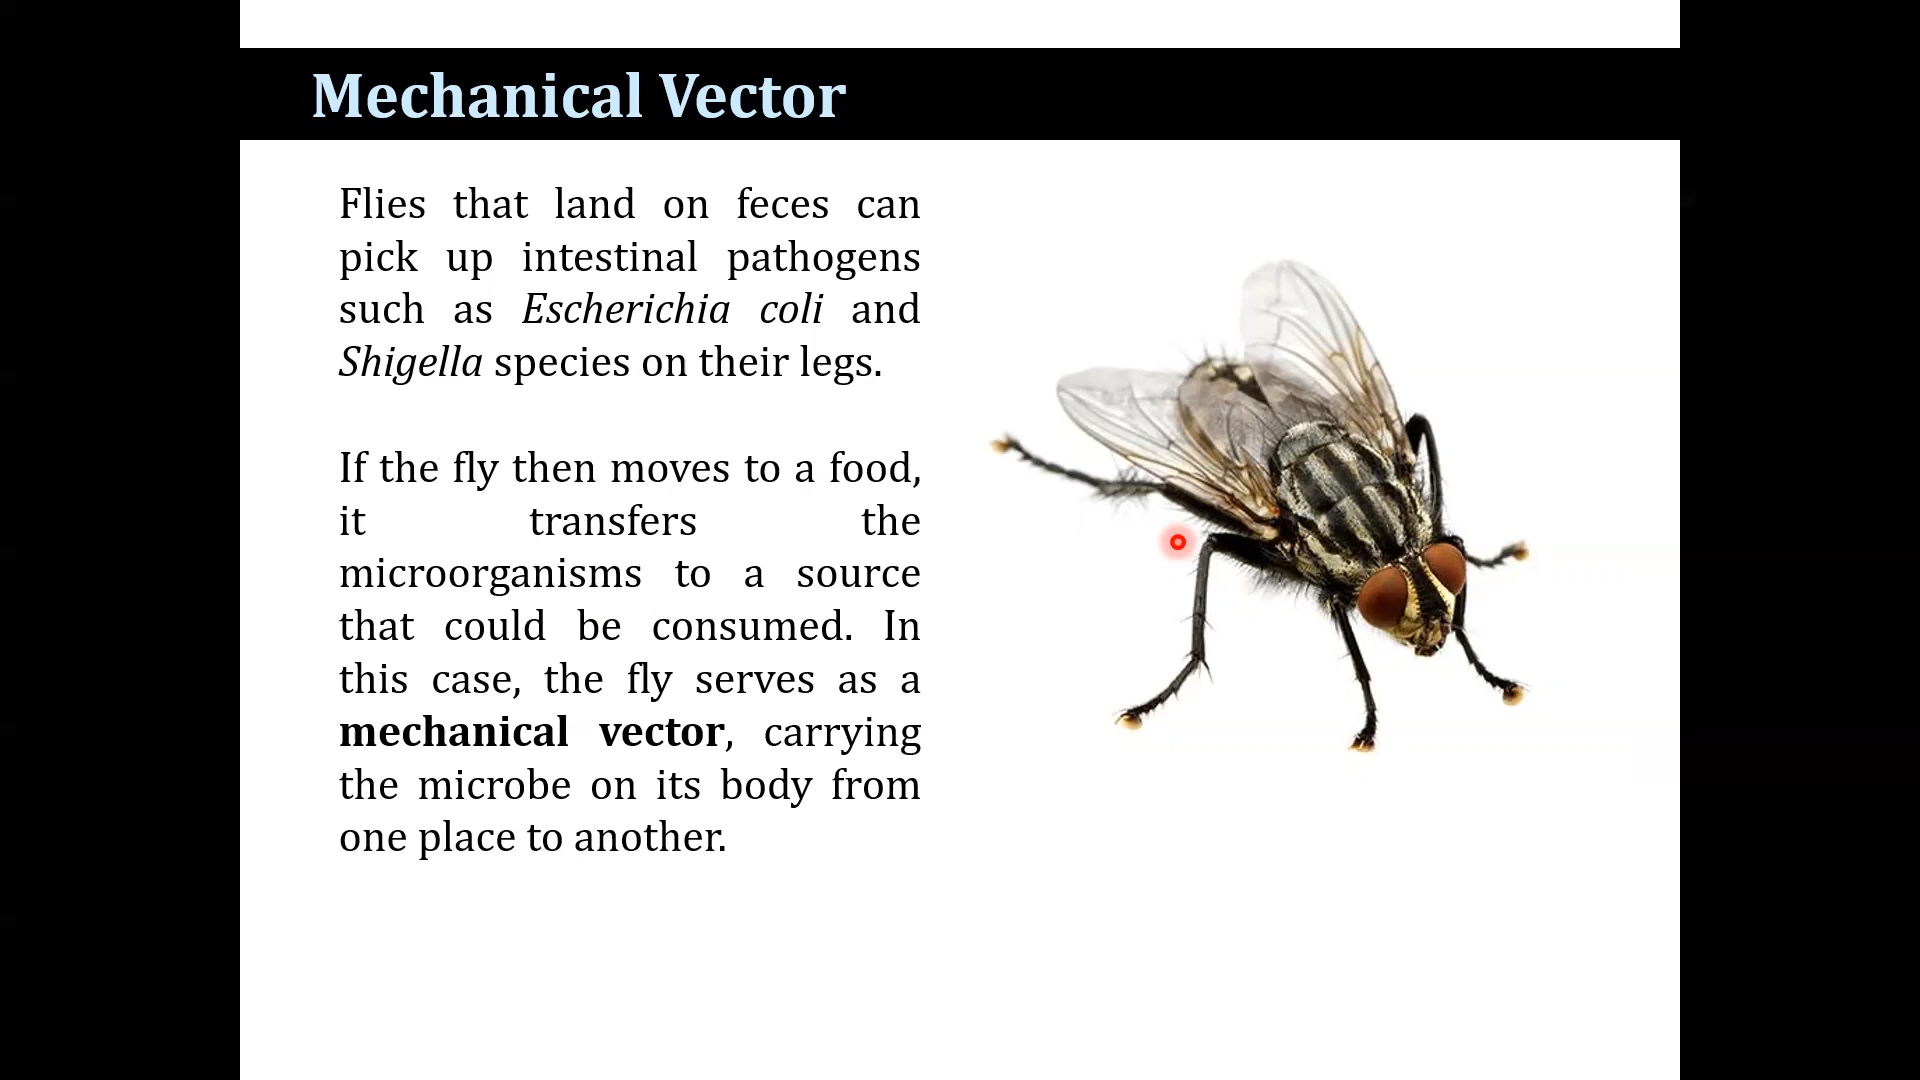 Mechanical Vector
Flies that land on feces can
pick up intestinal pathogens
such as Escherichia coli and
Shigella species on their legs.
If the fly then moves to a food,
it transfers the
microorganisms to a source
that could be consumed. In
this case, the fly serves as a
mechanical vector, carrying
the microbe on its body from
one place to another.